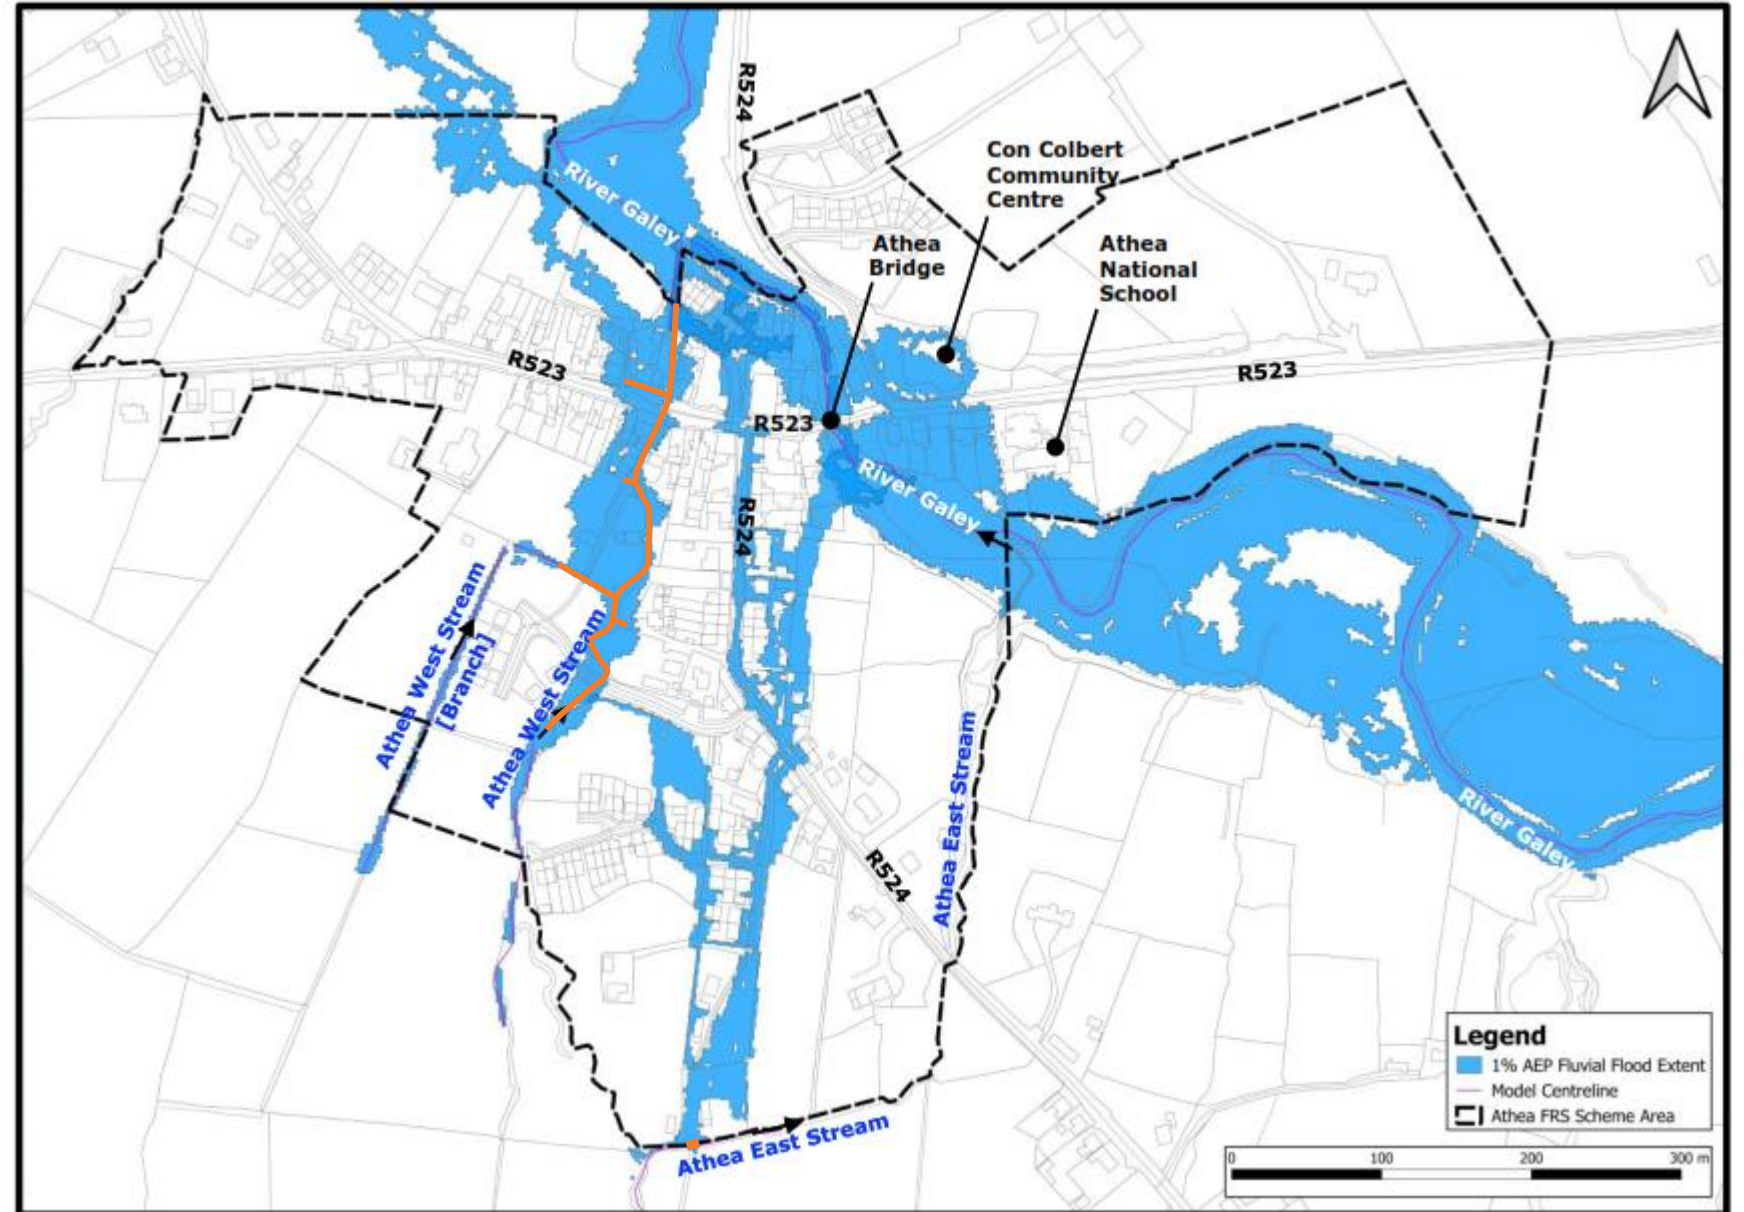 R524
Con Colbert
Community
Centre
River Galey
Athea
Bridge
Athea
National
School
R523
R523
R523
River Galey
R524
Athea West Stream
[Branch]
Athea West Stream
Athea East Stream
River Galey
R524
Athea East Stream
Legend
1% AEP Fluvial Flood Extent
Model Centreline
Athea FRS Scheme Area
0 100 200 300 m